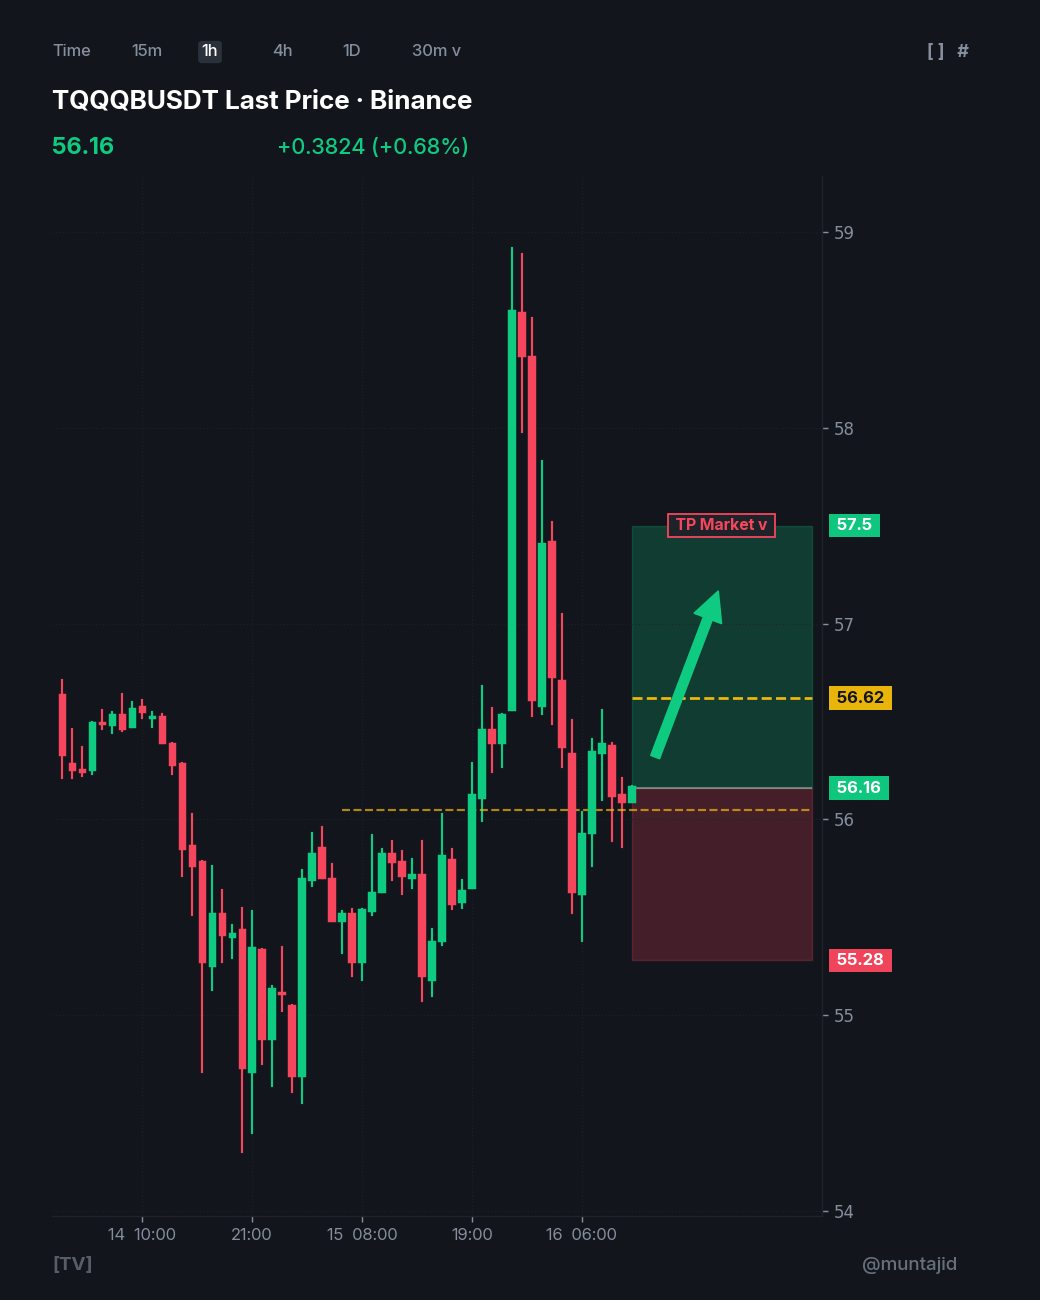 Time 15m 1h 4h 1D 30m v [ ] #
TQQQBUSDT Last Price · Binance
56.16 +0.3824 (+0.68%)
59
58
TP Market v 57.5
57
56.62
56.16
56
55.28
55
54
14 10:00 21:00 15 08:00 19:00 16 06:00
[TV] @muntajid